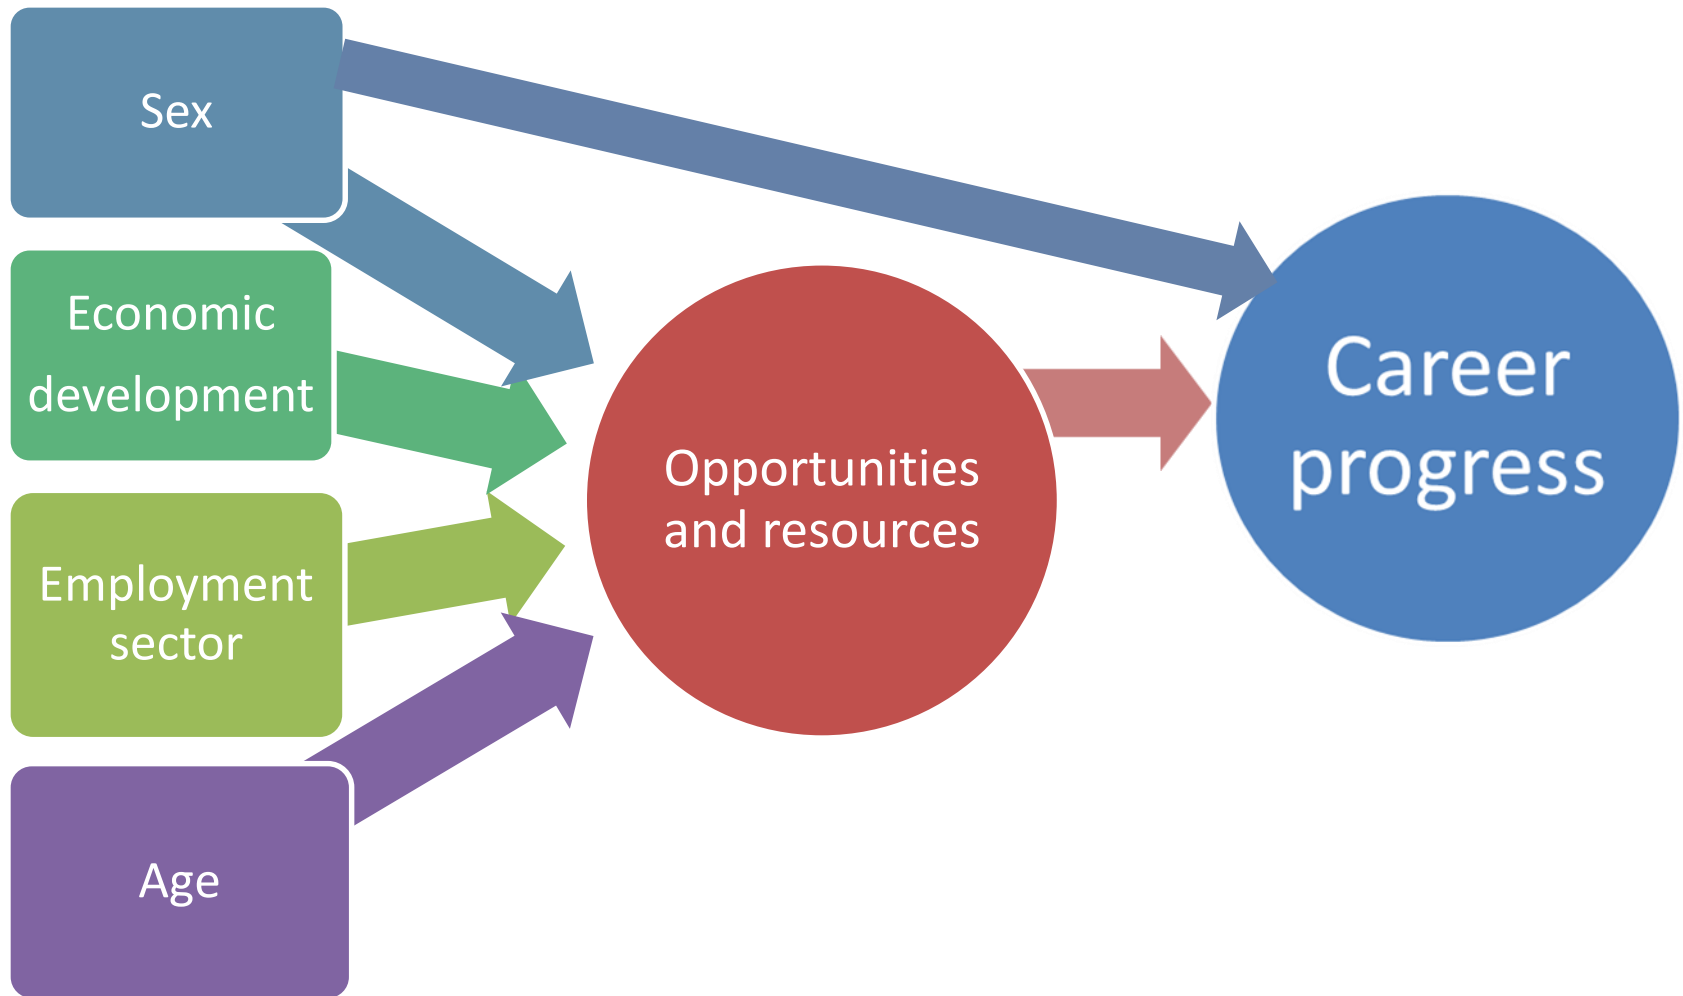 Sex
Economic
development
Employment
sector
Age
Opportunities
and resources
Career
progress